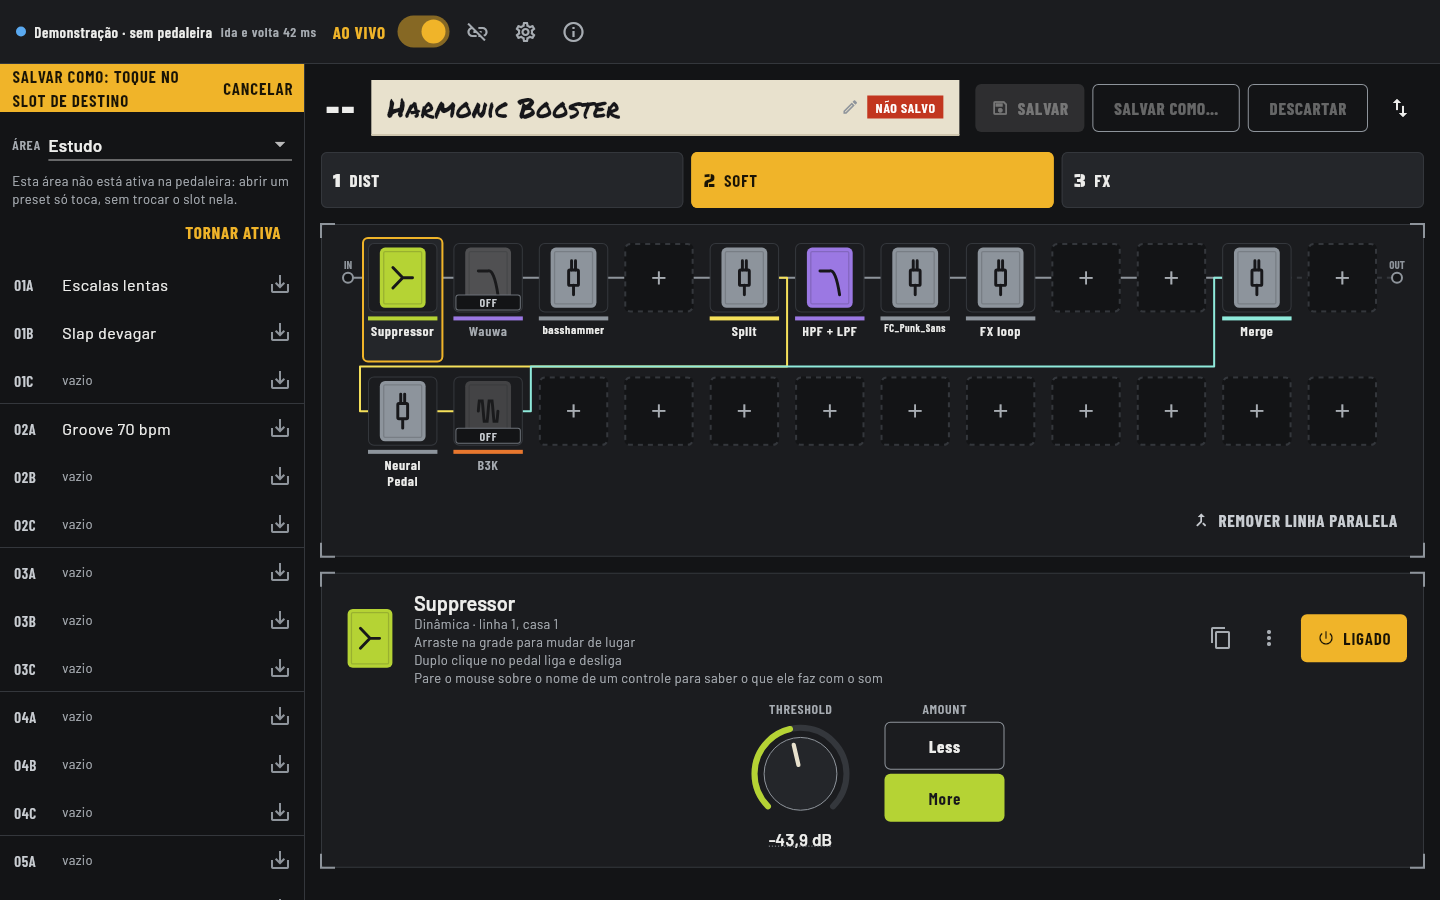 Demonstração · sem pedaleira Ida e volta 42 ms AO VIVO
SALVAR COMO: TOQUE NO
SLOT DE DESTINO
CANCELAR
ÁREA Estudo
Esta área não está ativa na pedaleira: abrir um
preset só toca, sem trocar o slot nela.
TORNAR ATIVA
01A Escalas lentas
01B Slap devagar
01C vazio
02A Groove 70 bpm
02B vazio
02C vazio
03A vazio
03B vazio
03C vazio
04A vazio
04B vazio
04C vazio
05A vazio
-- Harmonic Booster NÃO SALVO SALVAR SALVAR COMO... DESCARTAR
1 DIST
2 SOFT
3 FX
IN
OUT
OFF
Suppressor
Wauwa
basshammer
Split
HPF + LPF
FC_Punk_Sans
FX loop
Merge
OFF
Neural
Pedal
B3K
REMOVER LINHA PARALELA
Suppressor
Dinâmica · linha 1, casa 1
Arraste na grade para mudar de lugar
Duplo clique no pedal liga e desliga
Pare o mouse sobre o nome de um controle para saber o que ele faz com o som
LIGADO
THRESHOLD
-43,9 dB
AMOUNT
Less
More